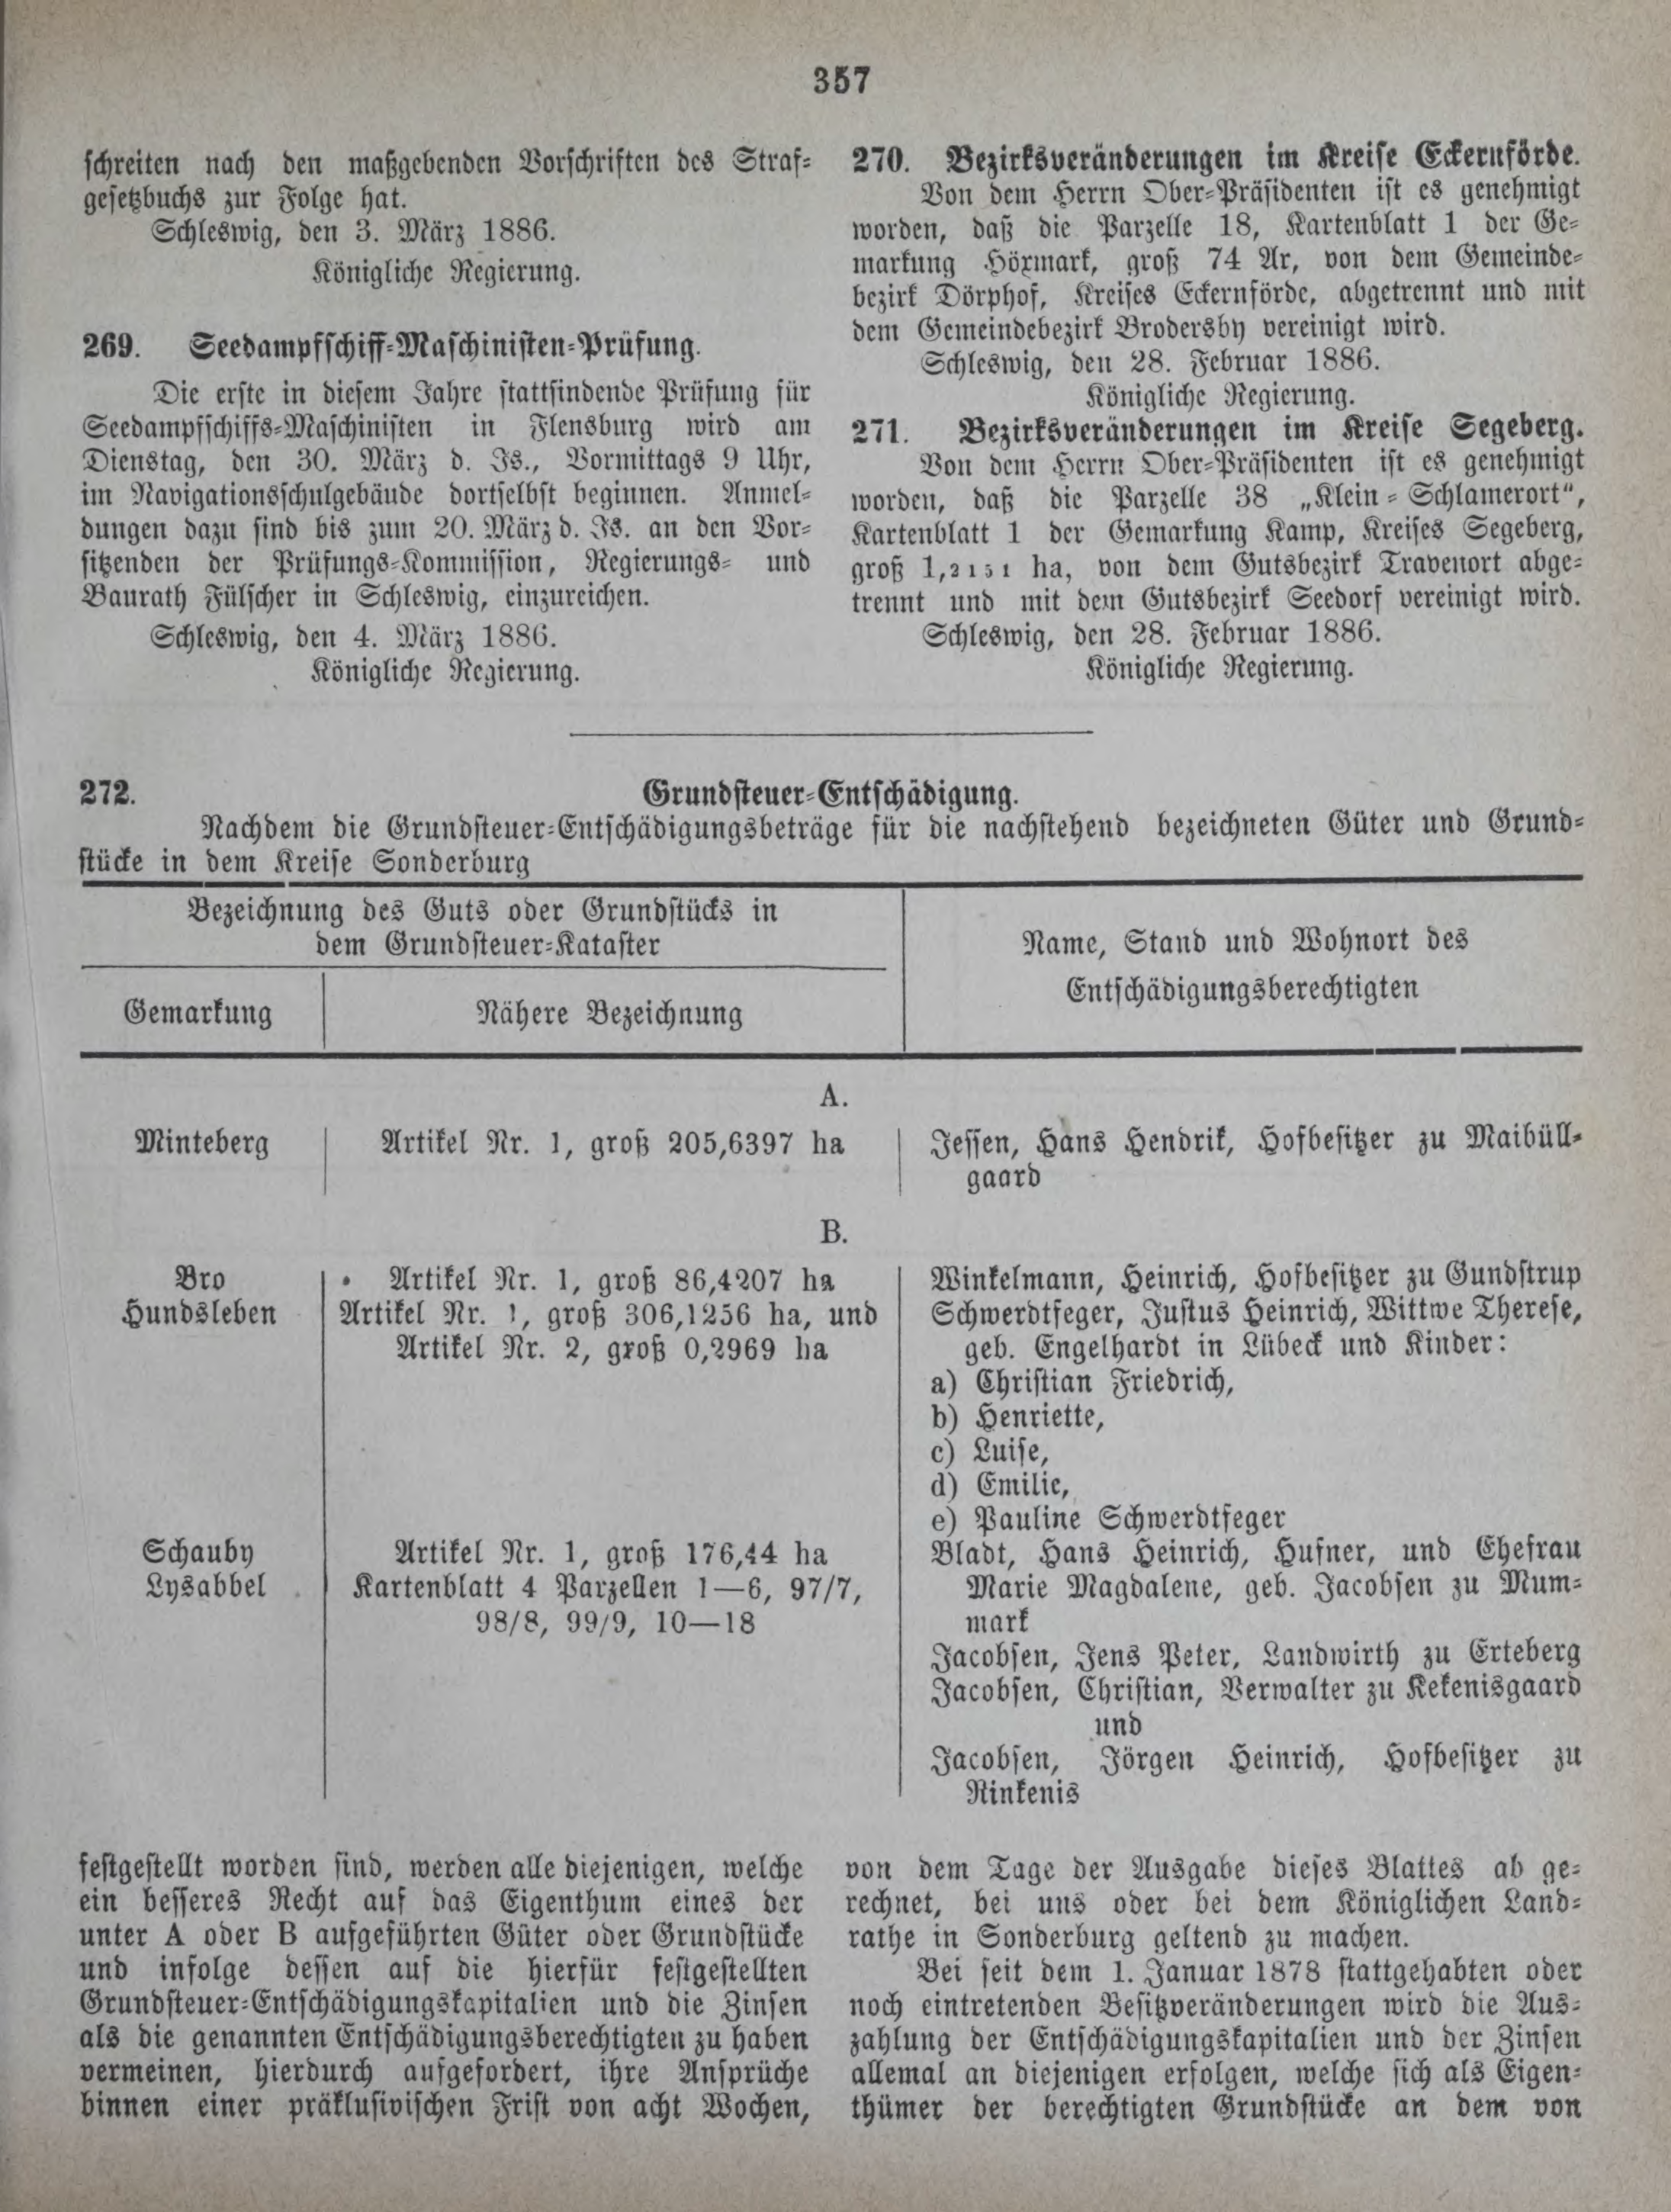 357
schreiten nach den maßgebenden Vorschriften des Straf-
gesetzbuchs zur Folge hat.
Schleswig, den 3. März 1886.
Königliche Regierung.
269. Seedampfschiff-Maschinisten-Prüfung.
Die erste in diesem Jahre stattfindende Prüfung für
Seedampfschiffs-Maschinisten in Flensburg wird am
Dienstag, den 30. März d. Js., Vormittags 9 Uhr,
im Navigationsschulgebäude dortselbst beginnen. Anmel-
dungen dazu sind bis zum 20. März d. Js. an den Vor-
sitzenden der Prüfungs-Kommission, Regierungs- und
Baurath Fülscher in Schleswig, einzureichen.
Schleswig, den 4. März 1886.
Königliche Regierung.
270. Bezirksveränderungen im Kreise Eckernförde.
Von dem Herrn Ober-Präsidenten ist es genehmigt
worden, daß die Parzelle 18, Kartenblatt 1 der Ge-
markung Höxmark, groß 74 Ar, von dem Gemeinde-
bezirk Dörphof, Kreises Eckernförde, abgetrennt und mit
dem Gemeindebezirk Brodersby vereinigt wird.
Schleswig, den 28. Februar 1886.
Königliche Regierung.
271. Bezirksveränderungen im Kreise Segeberg.
Von dem Herrn Ober-Präsidenten ist es genehmigt
worden, daß die Parzelle 38 „Klein-Schlamerort",
Kartenblatt 1 der Gemarkung Kamp, Kreises Segeberg,
groß 1,2151 ha, von dem Gutsbezirk Travenort abge-
trennt und mit dem Gutsbezirk Seedorf vereinigt wird.
Schleswig, den 28. Februar 1886.
Königliche Regierung.
272. Grundsteuer-Entschädigung.
Nachdem die Grundsteuer-Entschädigungsbeträge für die nachstehend bezeichneten Güter und Grund-
stücke in dem Kreise Sonderburg
Bezeichnung des Guts oder Grundstücks in
dem Grundsteuer-Kataster
Name, Stand und Wohnort des
Entschädigungsberechtigten
Gemarkung Nähere Bezeichnung
A.
Minteberg Artikel Nr. 1, groß 205,6397 ha Jessen, Hans Hendrik, Hofbesitzer zu Maibüll-
gaard
B.
Bro Artikel Nr. 1, groß 86,4207 ha Winkelmann, Heinrich, Hofbesitzer zu Gundstrup
Hundsleben Artikel Nr. 1, groß 306,1256 ha, und Schwerdtfeger, Justus Heinrich, Wittwe Therese,
Artikel Nr. 2, groß 0,2969 ha geb. Engelhardt in Lübeck und Kinder:
a) Christian Friedrich,
b) Henriette,
c) Luise,
d) Emilie,
e) Pauline Schwerdtfeger
Schauby Artikel Nr. 1, groß 176,44 ha Bladt, Hans Heinrich, Hufner, und Ehefrau
Lysabbel Kartenblatt 4 Parzellen 1—6, 97/7, Marie Magdalene, geb. Jacobsen zu Mum-
98/8, 99/9, 10—18 mark
Jacobsen, Jens Peter, Landwirth zu Erteberg
Jacobsen, Christian, Verwalter zu Kekenisgaard
und
Jacobsen, Jörgen Heinrich, Hofbesitzer zu
Rinkenis
festgestellt worden sind, werden alle diejenigen, welche
ein besseres Recht auf das Eigenthum eines der
unter A oder B aufgeführten Güter oder Grundstücke
und infolge dessen auf die hierfür festgestellten
Grundsteuer-Entschädigungskapitalien und die Zinsen
als die genannten Entschädigungsberechtigten zu haben
vermeinen, hierdurch aufgefordert, ihre Ansprüche
binnen einer präklusivischen Frist von acht Wochen,
von dem Tage der Ausgabe dieses Blattes ab ge-
rechnet, bei uns oder bei dem Königlichen Land-
rathe in Sonderburg geltend zu machen.
Bei seit dem 1. Januar 1878 stattgehabten oder
noch eintretenden Besitzveränderungen wird die Aus-
zahlung der Entschädigungskapitalien und der Zinsen
allemal an diejenigen erfolgen, welche sich als Eigen-
thümer der berechtigten Grundstücke an dem von